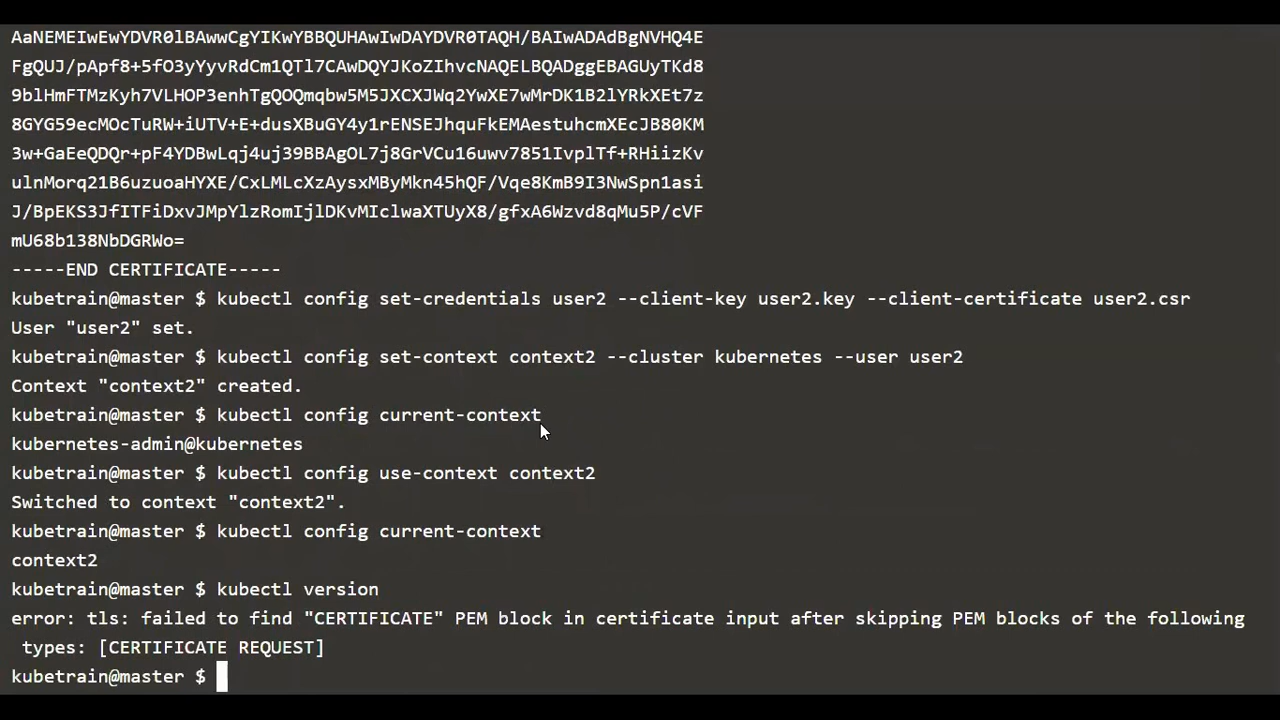 AaNEMEIwEwYDVR0lBAwwCgYIKwYBBQUHAwIwDAYDVR0TAQH/BAIwADAdBgNVHQ4E
FgQUJ/pApf8+5fO3yYyvRdCm1QTl7CAwDQYJKoZIhvcNAQELBQADggEBAGUyTKd8
9blHmFTMzKyh7VLHOP3enhTgQOQmqbw5M5JXCXJWq2YwXE7wMrDK1B2lYRkXEt7z
8GYG59ecMOcTuRW+iUTV+E+dusXBuGY4y1rENSEJhquFkEMAestuhcmXEcJB80KM
3w+GaEeQDQr+pF4YDBwLqj4uj39BBAgOL7j8GrVCu16uwv7851IvplTf+RHiizKv
ulnMorq21B6uzuoaHYXE/CxLMLcXzAysxMByMkn45hQF/Vqe8KmB9I3NwSpn1asi
J/BpEKS3JfITFiDxvJMpYlzRomIjlDKvMIclwaXTUyX8/gfxA6Wzvd8qMu5P/cVF
mU68b138NbDGRWo=
-----END CERTIFICATE-----
kubetrain@master $ kubectl config set-credentials user2 --client-key user2.key --client-certificate user2.csr
User "user2" set.
kubetrain@master $ kubectl config set-context context2 --cluster kubernetes --user user2
Context "context2" created.
kubetrain@master $ kubectl config current-context
kubernetes-admin@kubernetes
kubetrain@master $ kubectl config use-context context2
Switched to context "context2".
kubetrain@master $ kubectl config current-context
context2
kubetrain@master $ kubectl version
error: tls: failed to find "CERTIFICATE" PEM block in certificate input after skipping PEM blocks of the following
types: [CERTIFICATE REQUEST]
kubetrain@master $